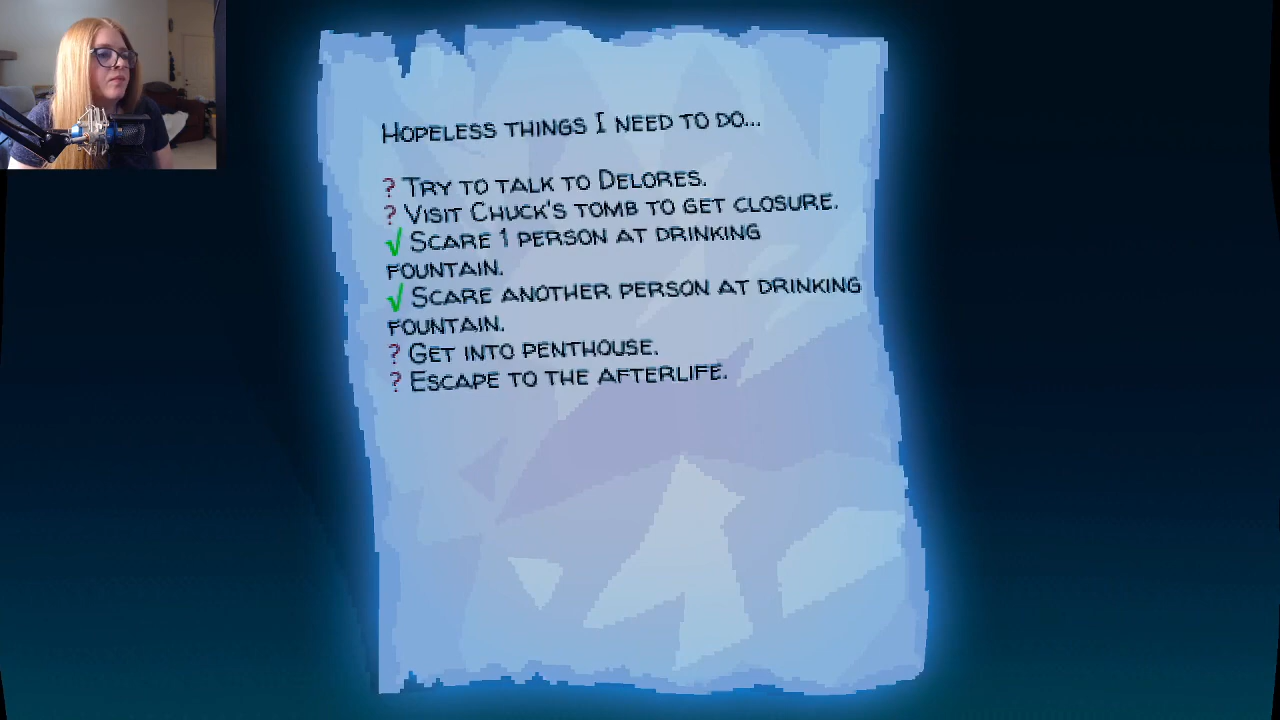 Hopeless things I need to do...
? Try to talk to Delores.
? Visit Chuck's tomb to get closure.
√ Scare 1 person at drinking
fountain.
√ Scare another person at drinking
fountain.
? Get into penthouse.
? Escape to the afterlife.